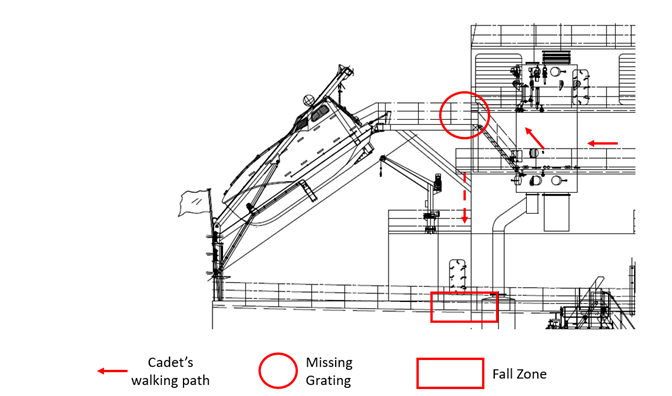 Cadet's
walking path
Missing
Grating
Fall Zone